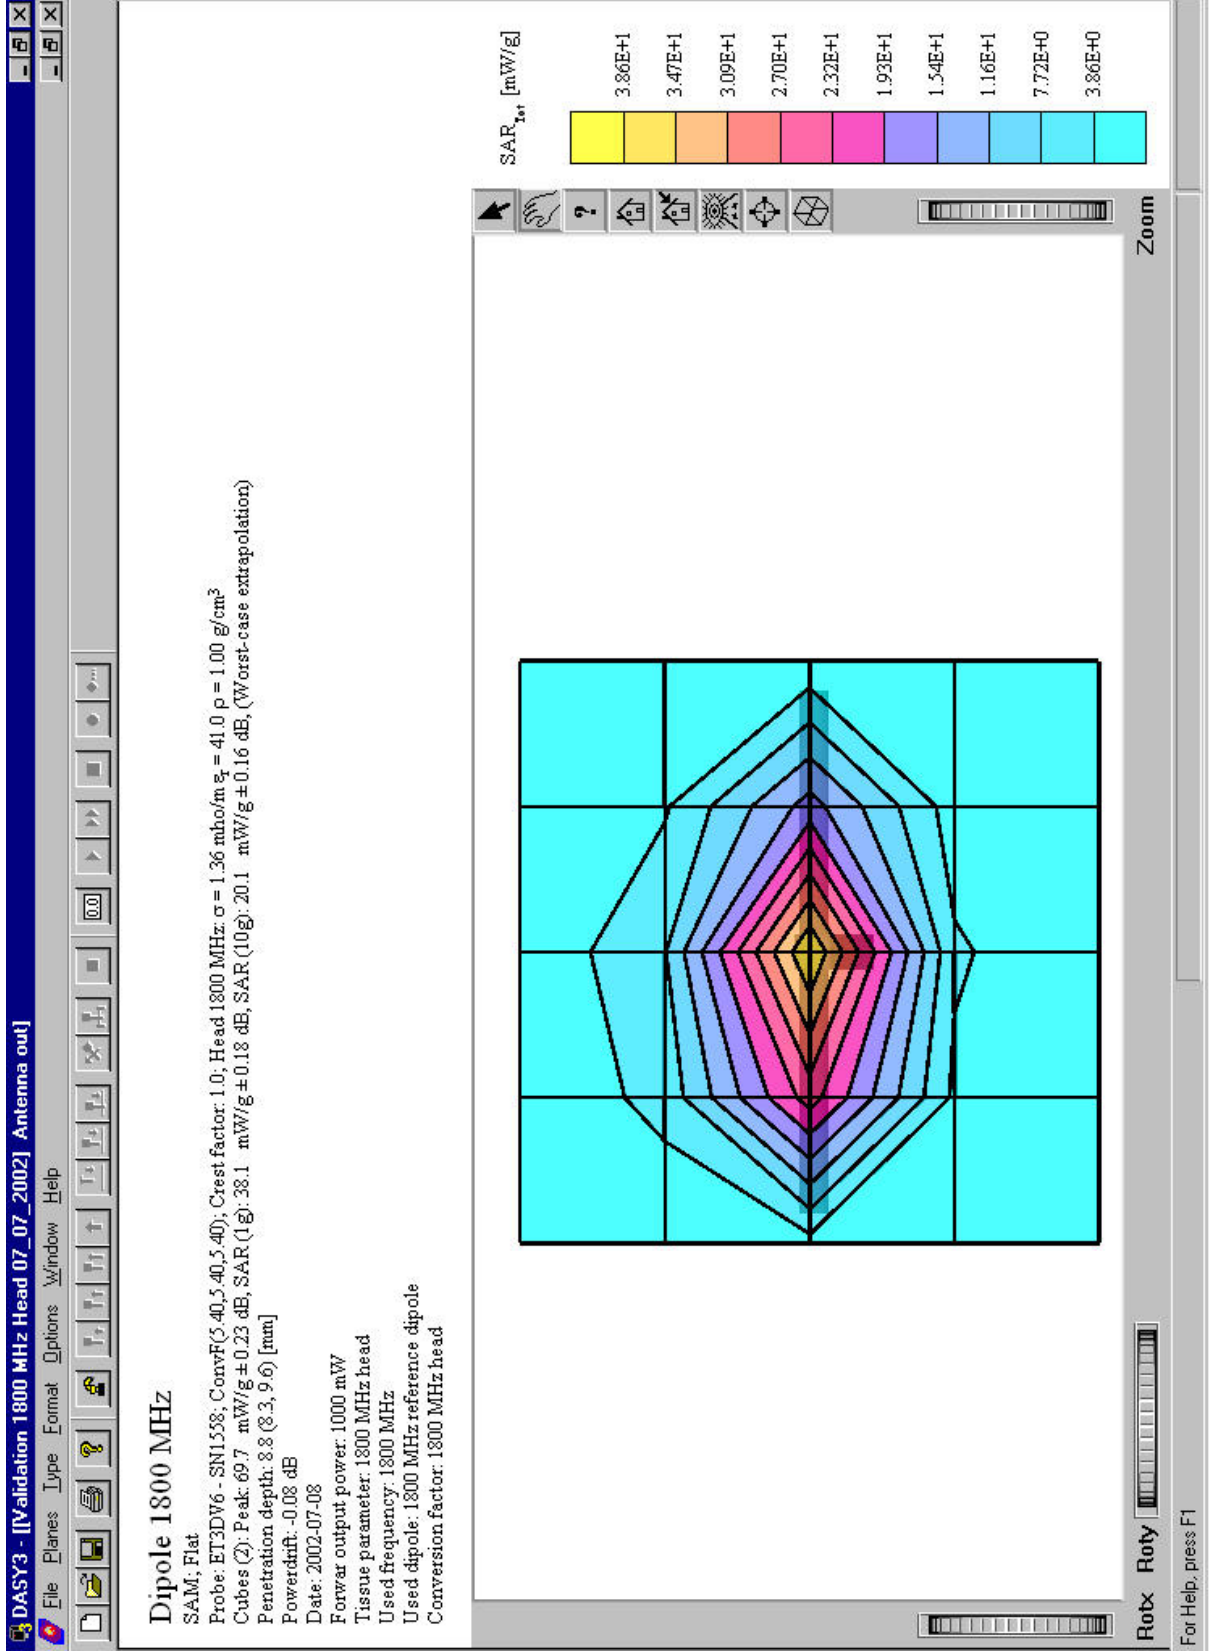 DASY3 - [[Validation 1800 MHz Head 07_07_2002]  Antenna out]
File Planes Type Format Options Window Help
0.0
Dipole 1800 MHz
SAM; Flat
Probe: ET3DV6 - SN1558; ConvF(5.40,5.40,5.40); Crest factor: 1.0; Head 1800 MHz: σ = 1.36 mho/m εr = 41.0 ρ = 1.00 g/cm³
Cubes (2): Peak: 69.7 mW/g ± 0.23 dB, SAR (1g): 38.1 mW/g ± 0.18 dB, SAR (10g): 20.1 mW/g ± 0.16 dB, (Worst-case extrapolation)
Penetration depth: 8.8 (8.3, 9.6) [mm]
Powerdrift: -0.08 dB
Date: 2002-07-08
Forwar output power: 1000 mW
Tissue parameter: 1800 MHz head
Used frequency: 1800 MHz
Used dipole: 1800 MHz reference dipole
Conversion factor: 1800 MHz head
SARTot [mW/g]
3.86E+1
3.47E+1
3.09E+1
2.70E+1
2.32E+1
1.93E+1
1.54E+1
1.16E+1
7.72E+0
3.86E+0
Rotx Roty Zoom
For Help, press F1